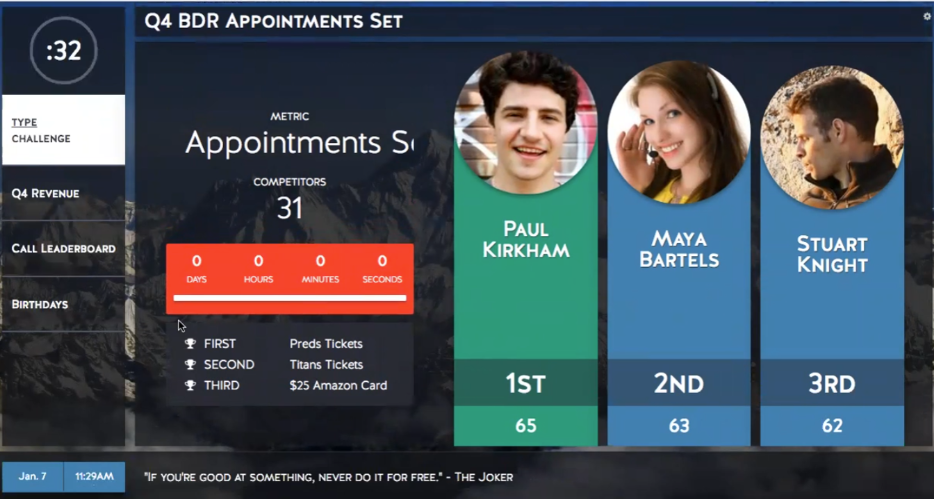 Q4 BDR APPOINTMENTS SET
:32
TYPE
CHALLENGE
Q4 REVENUE
CALL LEADERBOARD
BIRTHDAYS
METRIC
Appointments S
COMPETITORS
31
0 0 0 0
DAYS HOURS MINUTES SECONDS
FIRST Preds Tickets
SECOND Titans Tickets
THIRD $25 Amazon Card
PAUL
KIRKHAM
1ST
65
MAYA
BARTELS
2ND
63
STUART
KNIGHT
3RD
62
Jan. 7 11:29AM
"IF YOU'RE GOOD AT SOMETHING, NEVER DO IT FOR FREE." - THE JOKER